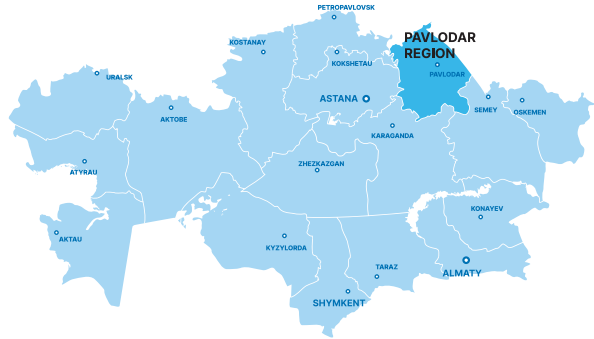 PETROPAVLOVSK
KOSTANAY
PAVLODAR
REGION
KOKSHETAU
PAVLODAR
URALSK
ASTANA
AKTOBE
SEMEY
OSKEMEN
KARAGANDA
ZHEZKAZGAN
ATYRAU
KONAYEV
AKTAU
KYZYLORDA
TARAZ
ALMATY
SHYMKENT